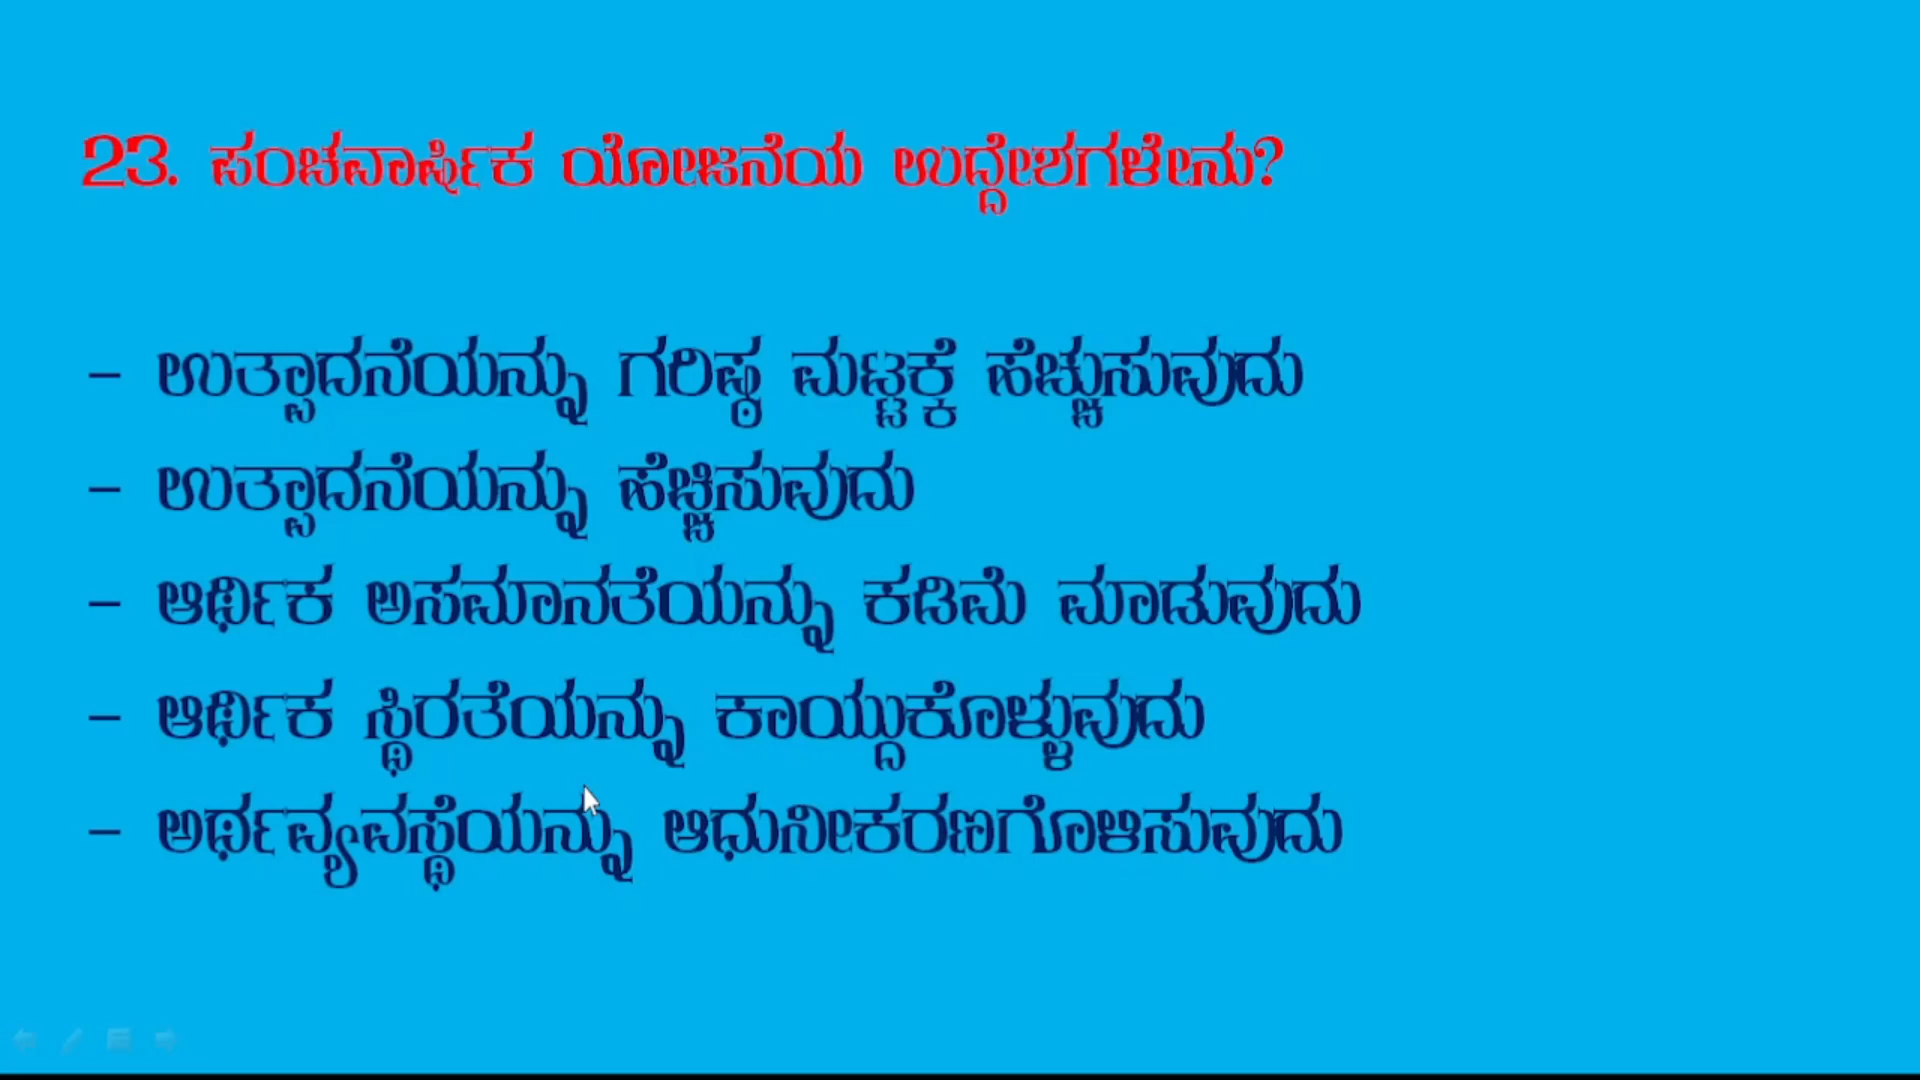 23. ಪಂಚವಾರ್ಷಿಕ ಯೋಜನೆಯ ಉದ್ದೇಶಗಳೇನು?
- ಉತ್ಪಾದನೆಯನ್ನು ಗರಿಷ್ಠ ಮಟ್ಟಕ್ಕೆ ಹೆಚ್ಚುಸುವುದು
- ಉತ್ಪಾದನೆಯನ್ನು ಹೆಚ್ಚಿಸುವುದು
- ಆರ್ಥಿಕ ಅಸಮಾನತೆಯನ್ನು ಕಡಿಮೆ ಮಾಡುವುದು
- ಆರ್ಥಿಕ ಸ್ಥಿರತೆಯನ್ನು ಕಾಯ್ದುಕೊಳ್ಳುವುದು
- ಅರ್ಥವ್ಯವಸ್ಥೆಯನ್ನು ಆಧುನೀಕರಣಗೊಳಿಸುವುದು